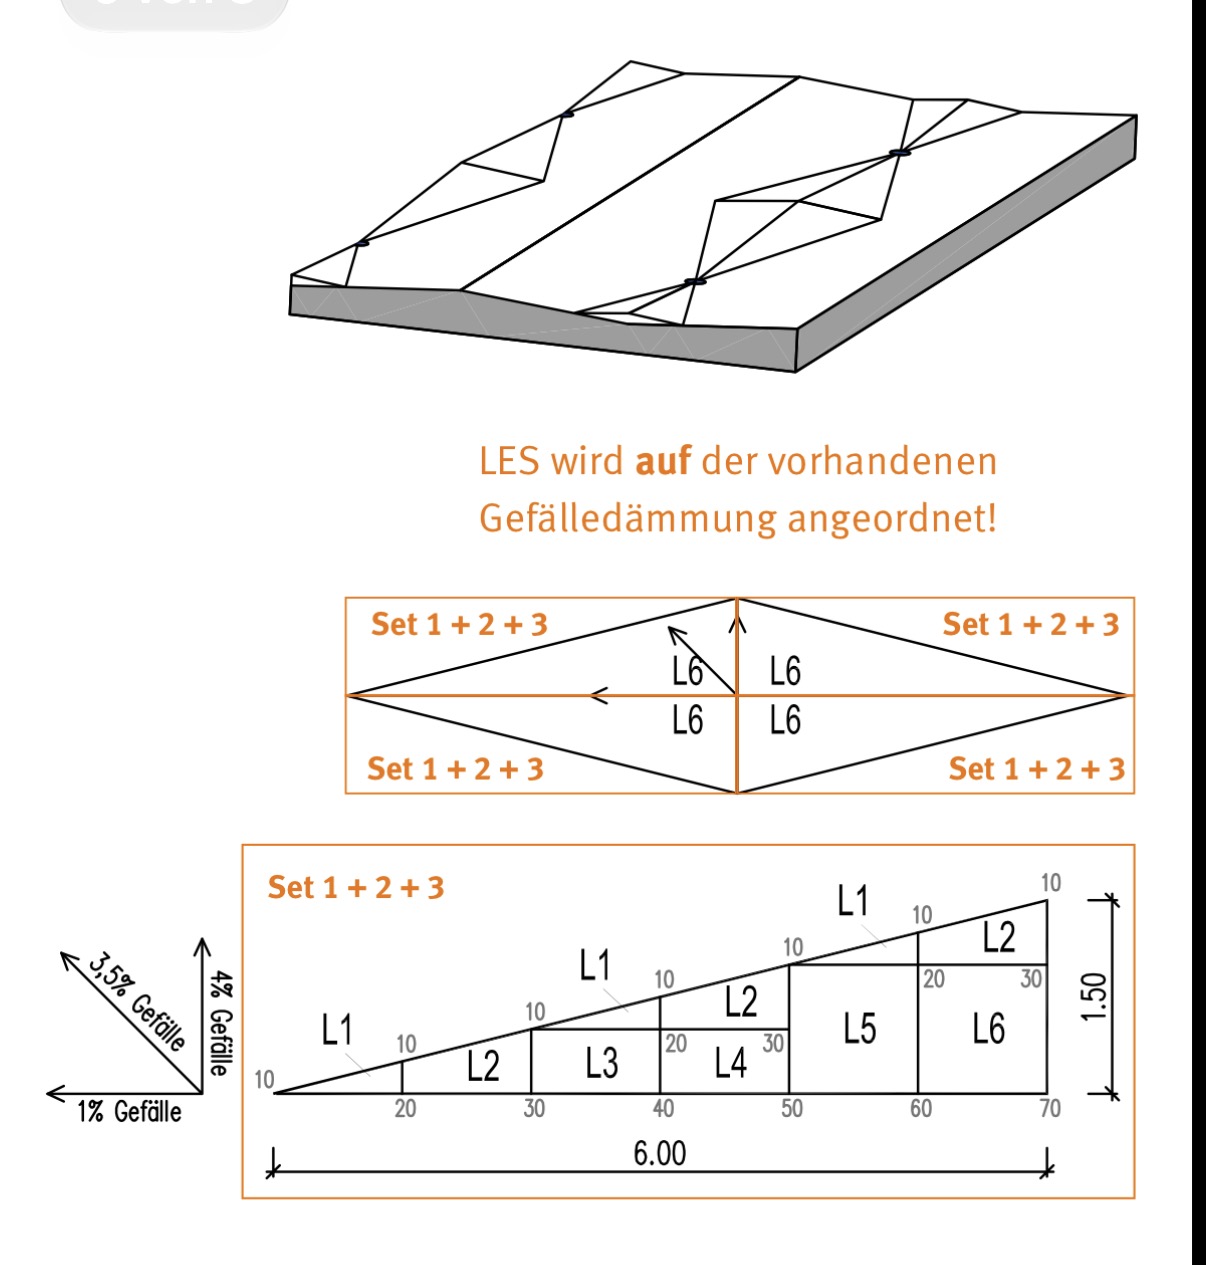 LES wird auf der vorhandenen
Gefälledämmung angeordnet!
Set 1 + 2 + 3 Set 1 + 2 + 3
L6 L6
L6 L6
Set 1 + 2 + 3 Set 1 + 2 + 3
Set 1 + 2 + 3
10
L1 10
10 L2
L1 10 20 30
10 L2 L5 L6
L1 10 20 30
10 L2 L3 L4
10
20 30 40 50 60 70
6.00
1.50
3,5% Gefälle
4% Gefälle
1% Gefälle